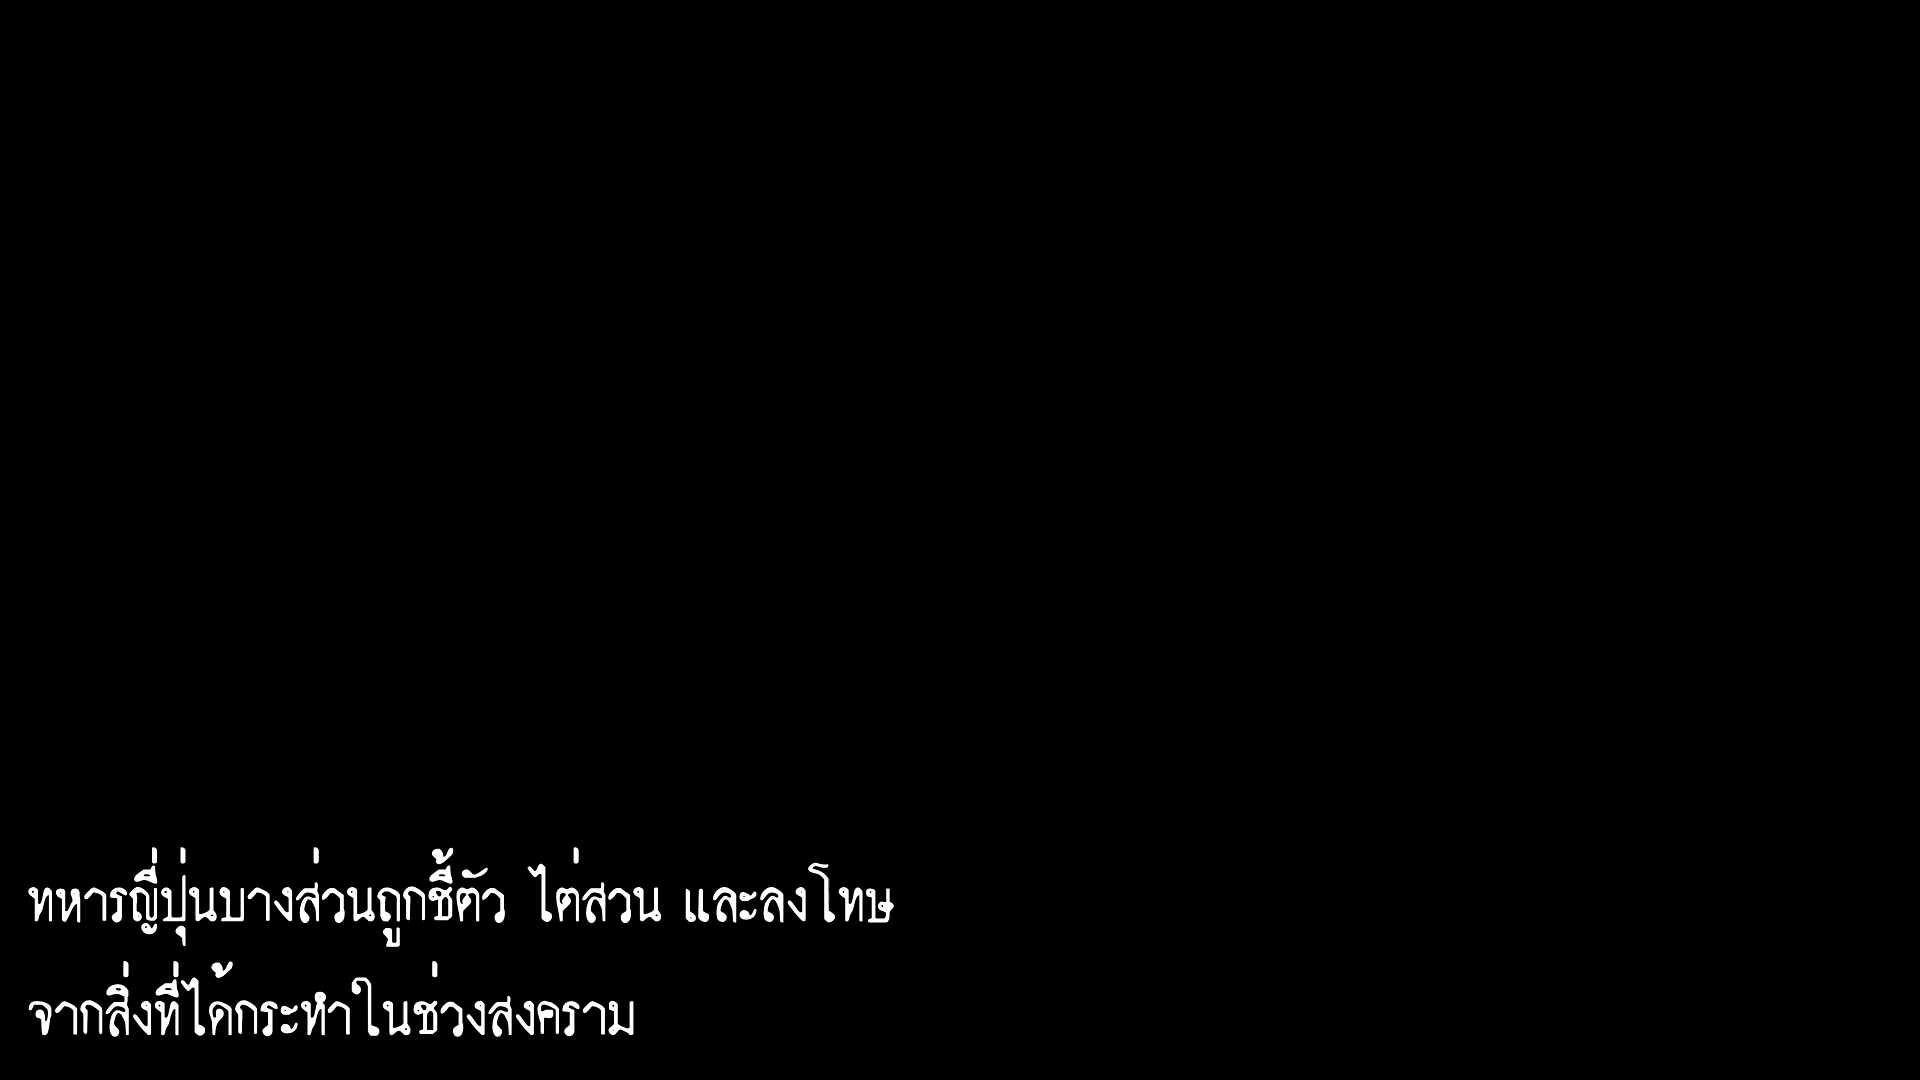 ทหารญี่ปุ่นบางส่วนถูกชี้ตัว ไต่สวน และลงโทษ
จากสิ่งที่ได้กระทำในช่วงสงคราม